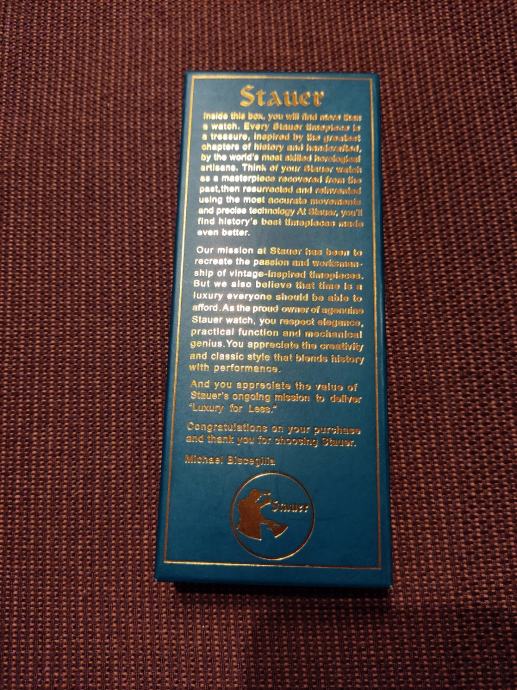 Stauer
Inside this box, you will find more than
a watch. Every Stauer timepiece is
a treasure, inspired by the greatest
chapters of history and handcrafted,
by the world's most skilled horological
artisans. Think of your Stauer watch
as a masterpiece recovered from the
past,then resurrected and reinvented
using the most accurate movements
and precise technology At Stauer, you'll
find history's best timepieces made
even better.
Our mission at Stauer has been to
recreate the passion and worksman-
ship of vintage-inspired timepieces.
But we also believe that time is a
luxury everyone should be able to
afford.As the proud owner of agenuine
Stauer watch, you respect elegance,
practical function and mechanical
genius.You appreciate the creativity
and classic style that blends history
with performance.
And you appreciate the value of
Stauer's ongoing mission to deliver
"Luxury for Less."
Congratulations on your purchase
and thank you for choosing Stauer.
Michael Bisceglia
Stauer